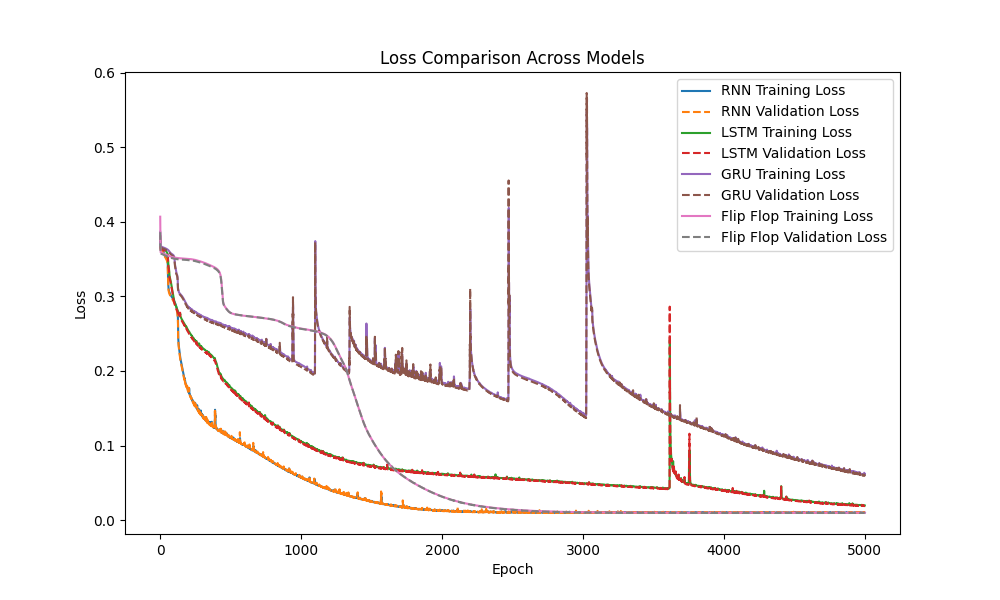 Loss Comparison Across Models
0.6
0.5
0.4
0.3
0.2
0.1
0.0
Loss
RNN Training Loss
RNN Validation Loss
LSTM Training Loss
LSTM Validation Loss
GRU Training Loss
GRU Validation Loss
Flip Flop Training Loss
Flip Flop Validation Loss
0 1000 2000 3000 4000 5000
Epoch